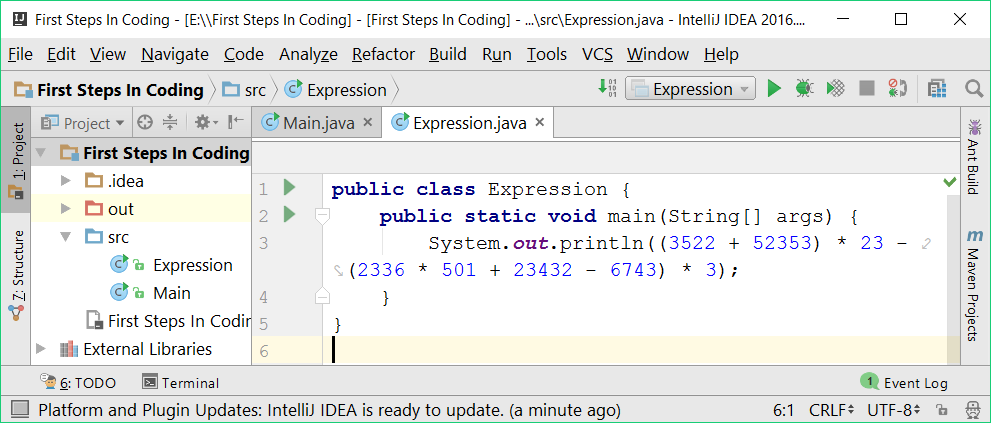 First Steps In Coding - [E:\\First Steps In Coding] - [First Steps In Coding] - ...\src\Expression.java - IntelliJ IDEA 2016....
File Edit View Navigate Code Analyze Refactor Build Run Tools VCS Window Help
First Steps In Coding src Expression Expression
1: Project
Project
Main.java
Expression.java
Ant Build
First Steps In Coding
.idea
out
src
Expression
Main
First Steps In Codin
External Libraries
Z: Structure
1 public class Expression {
2 public static void main(String[] args) {
3 System.out.println((3522 + 52353) * 23 -
(2336 * 501 + 23432 - 6743) * 3);
4 }
5 }
6
Maven Projects
6: TODO Terminal 1 Event Log
Platform and Plugin Updates: IntelliJ IDEA is ready to update. (a minute ago) 6:1 CRLF UTF-8